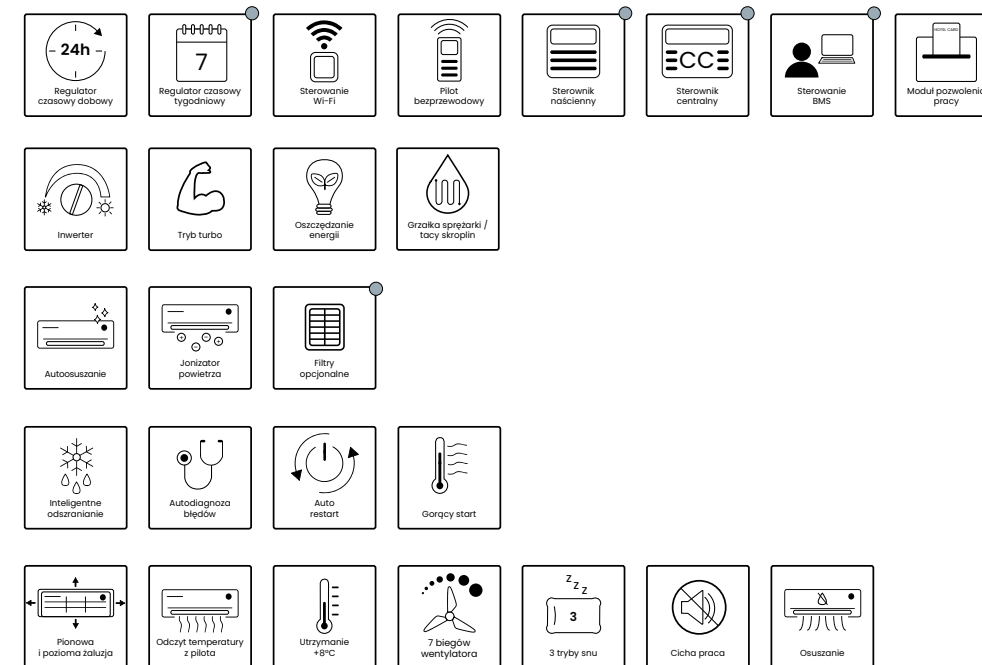 24h
Regulator
czasowy dobowy
7
Regulator czasowy
tygodniowy
Sterowanie
Wi-Fi
Pilot
bezprzewodowy
Sterownik
naścienny
CC
Sterownik
centralny
Sterowanie
BMS
HOTEL CARD
Moduł pozwolenia
pracy
Inwerter
Tryb turbo
Oszczędzanie
energii
Grzałka sprężarki /
tacy skroplin
Autoosuszanie
Jonizator
powietrza
Filtry
opcjonalne
Inteligentne
odszranianie
Autodiagnoza
błędów
Auto
restart
Gorący start
Pionowa
i pozioma żaluzja
Odczyt temperatury
z pilota
Utrzymanie
+8°C
7 biegów
wentylatora
Z
Z
Z
3
3 tryby snu
Cicha praca
Osuszanie